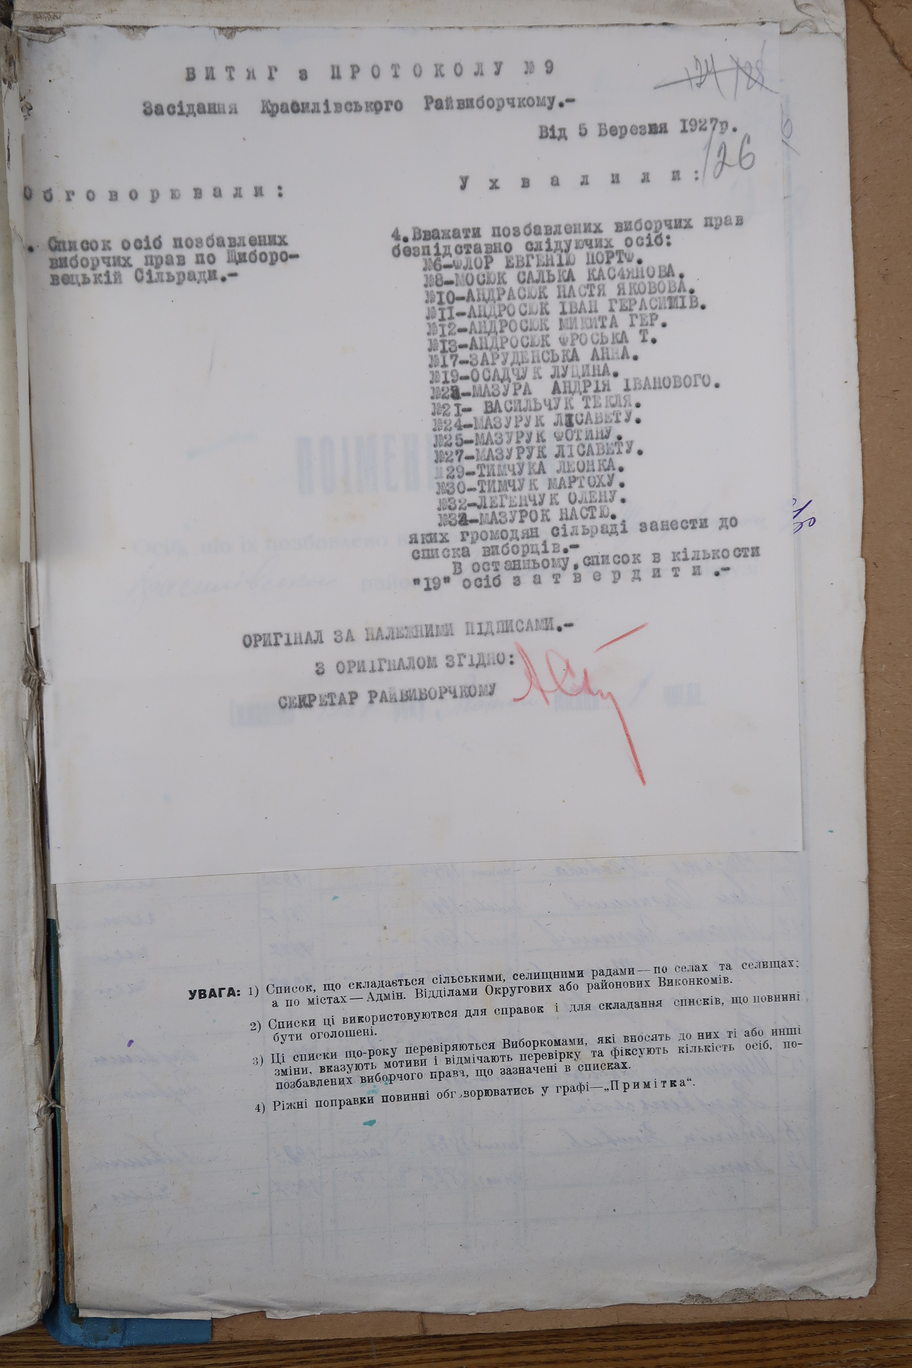 ВИТЯГ з ПРОТОКОЛУ №9
Засідання Красилівського Райвиборчкому.-
Від 5 Березня 1927р.
126
Обговорювали:
Ухвалили:
. Список осіб позбавлених
виборчих прав по Щиборо-
вецькій Сільради.-
4.Вважати позбавлених виборчих прав
безпідставно слідуючих осіб:
№6-ФЛОР ЕВГЕНІЮ ПОРТФ.
№8-МОСЮК САЛЬКА КАСЯНОВА.
№10-АНДРАСЮК НАСТЯ ЯКОВОВА.
№11-АНДРОСЮК ІВАН ГЕРАСИМІВ.
№12-АНДРОСЮК МИКИТА ГЕР.
№13-АНДРОСЮК ФРОСЬКА Т.
№17-ЗАРУДЕНСЬКА АННА.
№19-ОСАДЧУК ЛУЦИНА.
МАЗУРА АНДРІЯ ІВАНОВОГО.
№21- ВАСИЛЬЧУК ТЕКЛЯ.
№24-МАЗУРУК ЛІСАВЕТУ.
№25-МАЗУРУК ФОТИНУ.
№27-МАЗУРУК ЛІСАВЕТУ.
№29-ТИМЧУКА ЛЕОНКА.
№30-ТИМЧУК МАРТОХУ.
№32-ЛЕГЕНЧУК ОЛЕНУ.
МАЗУРОК НАСТЮ.
яких громодян сільраді занести до
списка виборців.-
В останньому,список в кількости
"19" осіб затвердити.-
ОРИГІНАЛ ЗА НАЛЕЖНИМИ ПІДПИСАМИ.-
З ОРИІГНАЛОМ ЗГІДНО:
СЕКРЕТАР РАЙВИБОРЧКОМУ
УВАГА: 1) Список, що складається сільськими, селищними радами — по селах та селищах;
а по містах — Адмін. Відділами Округових або районових Виконкомів.
2) Списки ці використовуються для справок і для складання списків, що повинні
бути оголошені.
3) Ці списки що-року перевіряються Виборкомами, які вносять до них ті або инші
зміни, вказують мотиви і відмічають перевірку та фіксують кількість осіб, по-
позбавлених виборчого права, що зазначені в списках.
4) Ріжні поправки повинні обговорюватись у графі—„Примітка“.